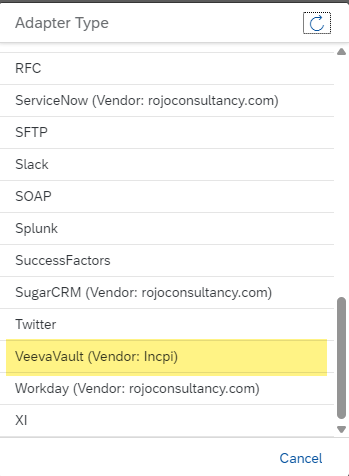 Adapter Type
RFC
ServiceNow (Vendor: rojoconsultancy.com)
SFTP
Slack
SOAP
Splunk
SuccessFactors
SugarCRM (Vendor: rojoconsultancy.com)
Twitter
VeevaVault (Vendor: Incpi)
Workday (Vendor: rojoconsultancy.com)
XI
Cancel